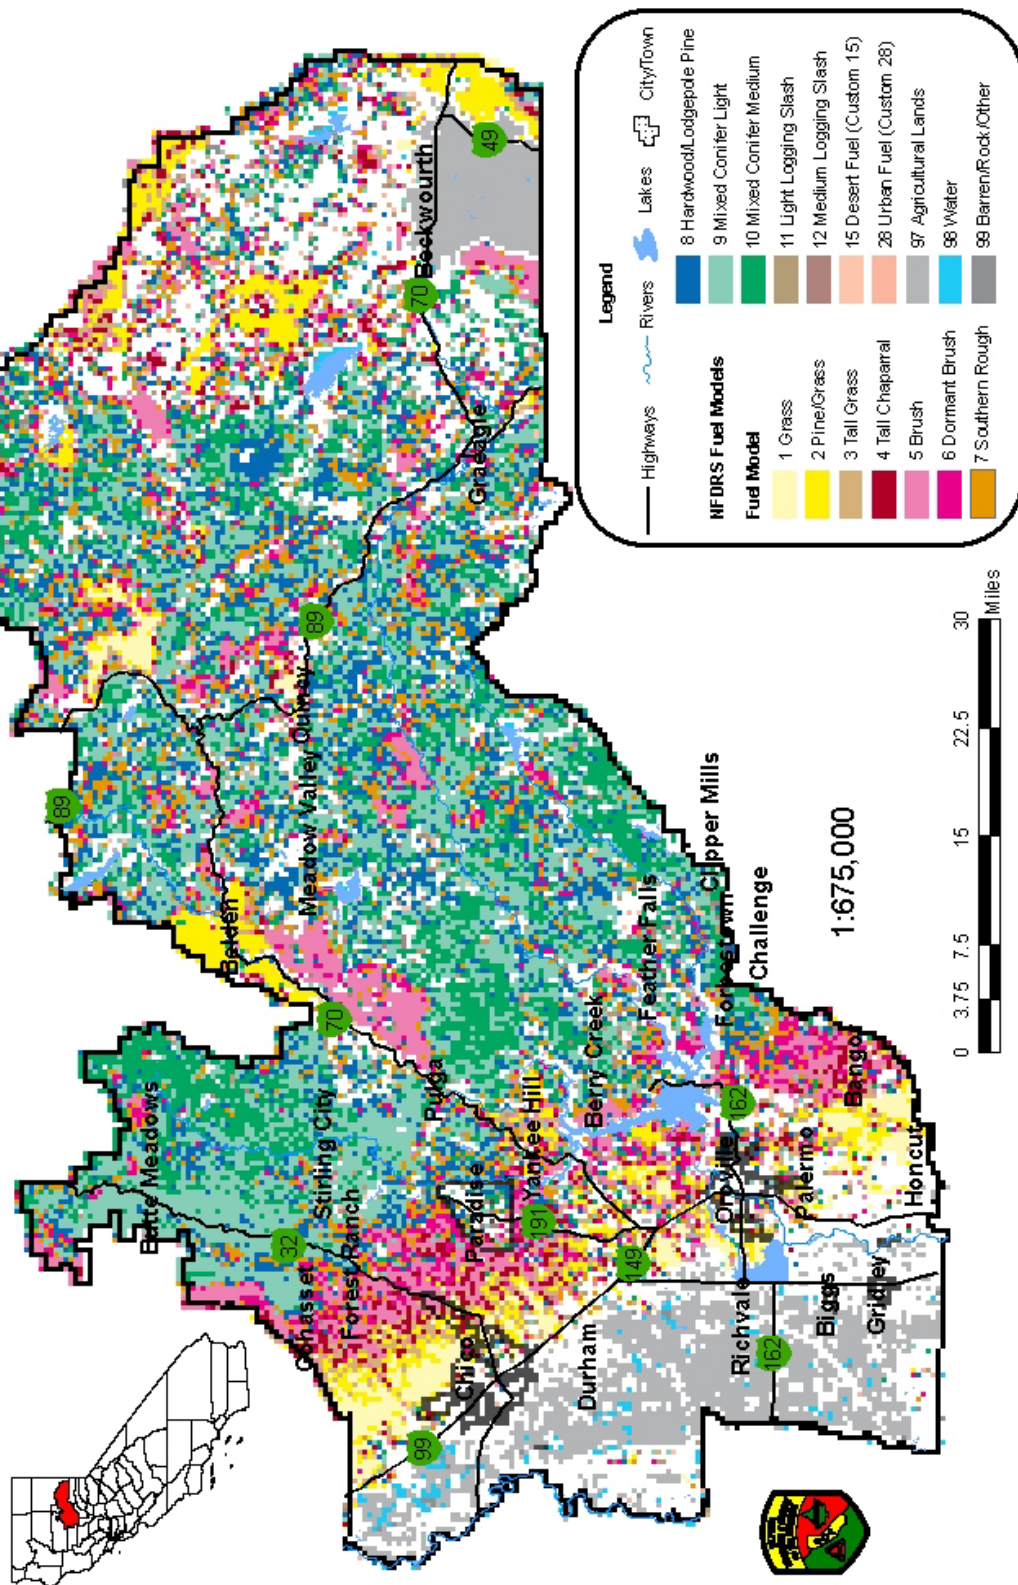 89
Butte Meadows
Belden
Meadow Valley
Quincy
89
Stirling City
32
Cohasset
Forest Ranch
70
Pulga
Paradise
Yankee Hill
191
Chico
99
Durham
149
Berry Creek
Feather Falls
Forbestown
Clipper Mills
Challenge
Oroville
162
Palermo
Bangor
Honcut
Richvale
162
Biggs
Gridley
Graeagle
70
Beckwourth
49
1:675,000
0 3.75 7.5 15 22.5 30
Miles
Legend
Highways Rivers Lakes City/Town
NFDRS Fuel Models
Fuel Model
1 Grass
2 Pine/Grass
3 Tall Grass
4 Tall Chaparral
5 Brush
6 Dormant Brush
7 Southern Rough
8 Hardwood/Lodgepole Pine
9 Mixed Conifer Light
10 Mixed Conifer Medium
11 Light Logging Slash
12 Medium Logging Slash
15 Desert Fuel (Custom 15)
28 Urban Fuel (Custom 28)
97 Agricultural Lands
98 Water
99 Barren/Rock/Other